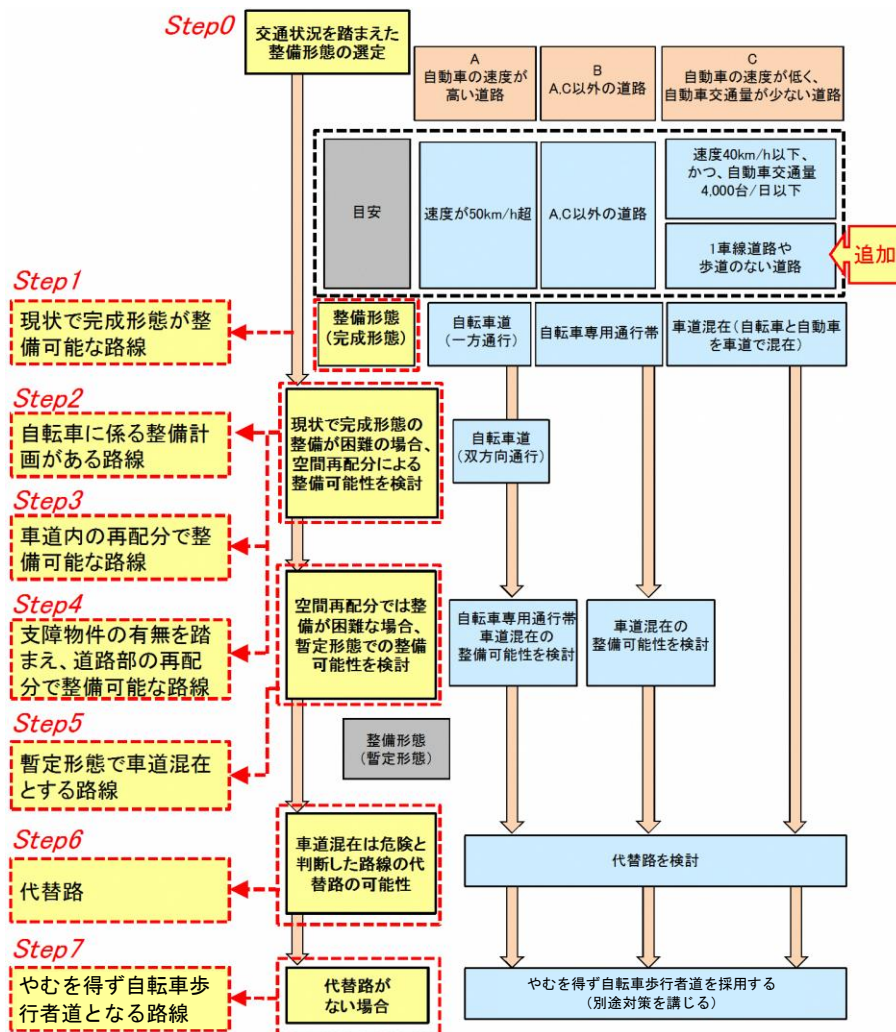 Step0
交通状況を踏まえた
整備形態の選定
A
自動車の速度が
高い道路
B
A,C以外の道路
C
自動車の速度が低く、
自動車交通量が少ない道路
目安
速度が50km/h超
A,C以外の道路
速度40km/h以下、
かつ、自動車交通量
4,000台/日以下
1車線道路や
歩道のない道路
追加
Step1
現状で完成形態が整
備可能な路線
整備形態
(完成形態)
自転車道
(一方通行)
自転車専用通行帯
車道混在(自転車と自動車
を車道で混在)
Step2
自転車に係る整備計
画がある路線
現状で完成形態の
整備が困難の場合、
空間再配分による
整備可能性を検討
自転車道
(双方向通行)
Step3
車道内の再配分で整
備可能な路線
Step4
支障物件の有無を踏
まえ、道路部の再配
分で整備可能な路線
空間再配分では整
備が困難な場合、
暫定形態での整備
可能性を検討
自転車専用通行帯
車道混在の
整備可能性を検討
車道混在の
整備可能性を検討
Step5
暫定形態で車道混在
とする路線
整備形態
(暫定形態)
Step6
代替路
車道混在は危険と
判断した路線の代
替路の可能性
代替路を検討
Step7
やむを得ず自転車歩
行者道となる路線
代替路が
ない場合
やむを得ず自転車歩行者道を採用する
(別途対策を講じる)